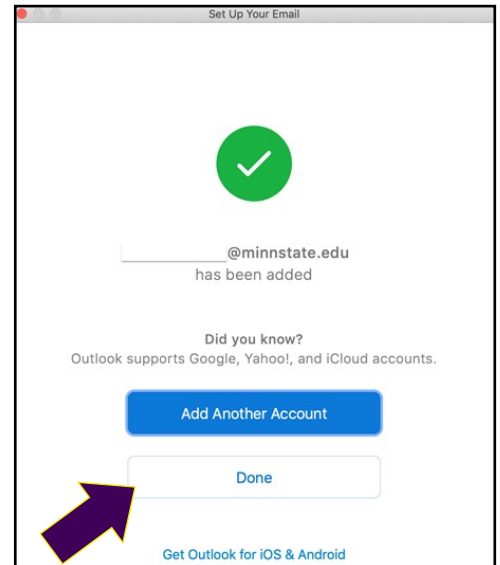 Set Up Your Email
@minnstate.edu
has been added
Did you know?
Outlook supports Google, Yahoo!, and iCloud accounts.
Add Another Account
Done
Get Outlook for iOS & Android